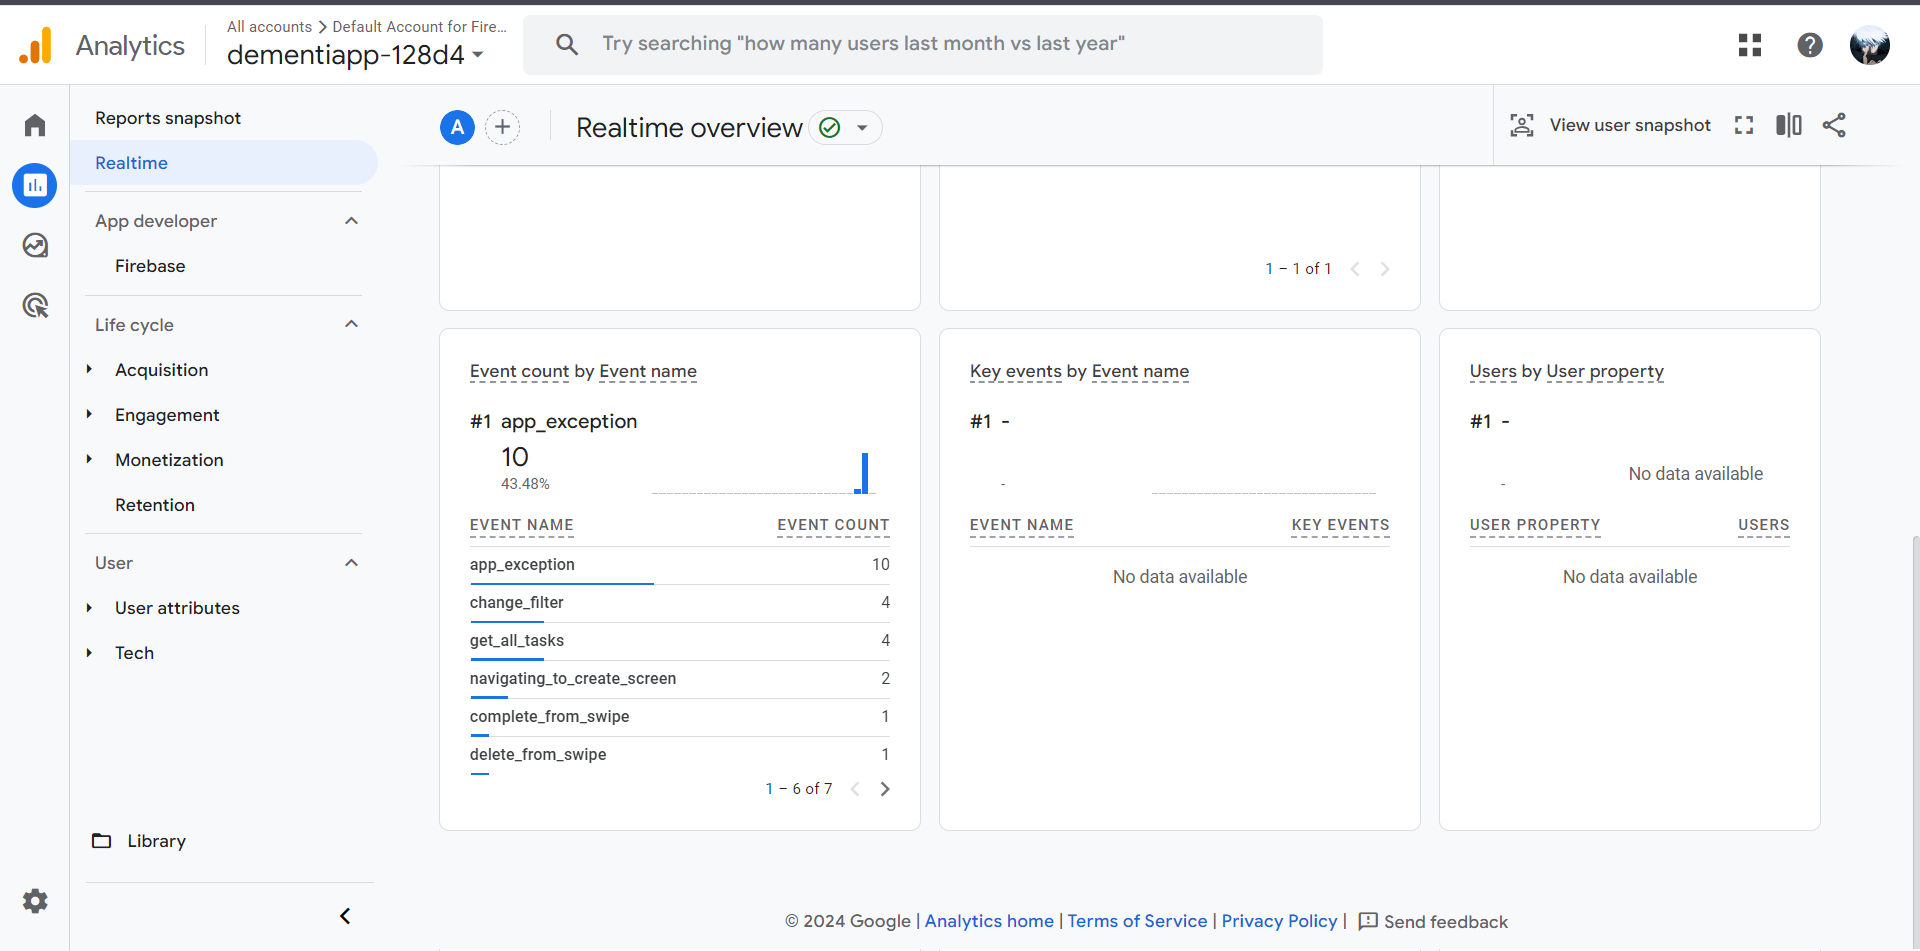 Analytics
All accounts > Default Account for Fire...
dementiapp-128d4
Try searching "how many users last month vs last year"
Reports snapshot
Realtime
App developer
Firebase
Life cycle
Acquisition
Engagement
Monetization
Retention
User
User attributes
Tech
Library
A
Realtime overview
View user snapshot
1 – 1 of 1
Event count by Event name
#1 app_exception
10
43.48%
EVENT NAME EVENT COUNT
app_exception 10
change_filter 4
get_all_tasks 4
navigating_to_create_screen 2
complete_from_swipe 1
delete_from_swipe 1
1 – 6 of 7
Key events by Event name
#1 -
-
EVENT NAME KEY EVENTS
No data available
Users by User property
#1 -
-
No data available
USER PROPERTY USERS
No data available
© 2024 Google | Analytics home | Terms of Service | Privacy Policy | Send feedback